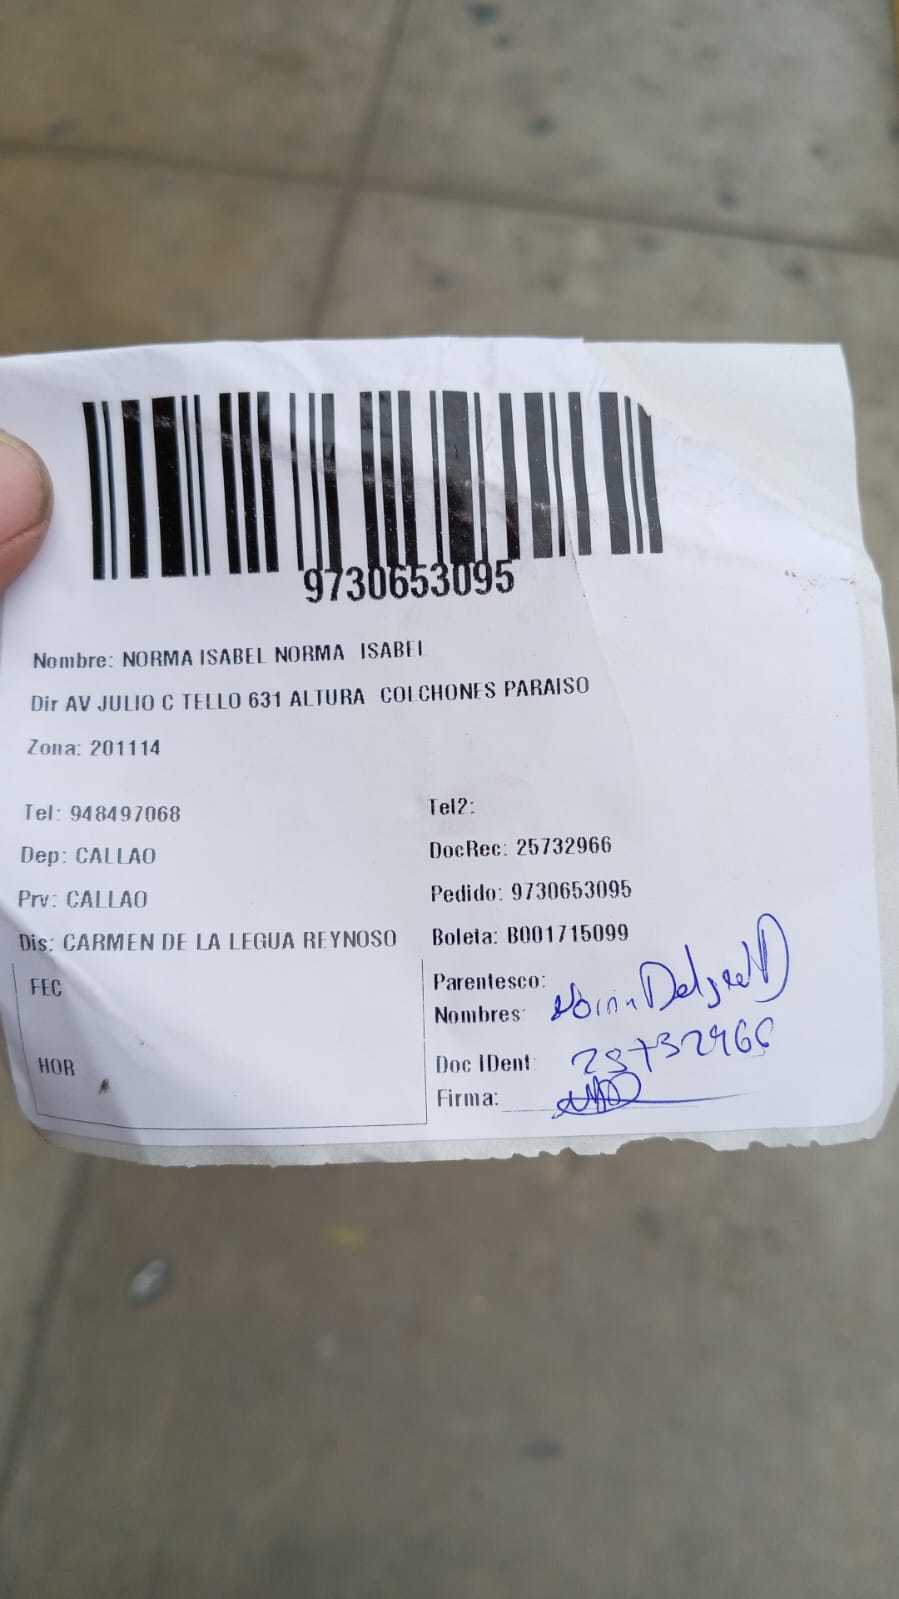 9730653095
Nombre: NORMA ISABEL NORMA ISABEL
Dir AV JULIO C TELLO 631 ALTURA COLCHONES PARAISO
Zona: 201114
Tel: 948497068
Tel2:
Dep: CALLAO
DocRec: 25732966
Prv: CALLAO
Pedido: 9730653095
Dis: CARMEN DE LA LEGUA REYNOSO
Boleta: B001715099
FEC
Parentesco:
Nombres:
HOR
Doc IDent: 25732966
Firma: